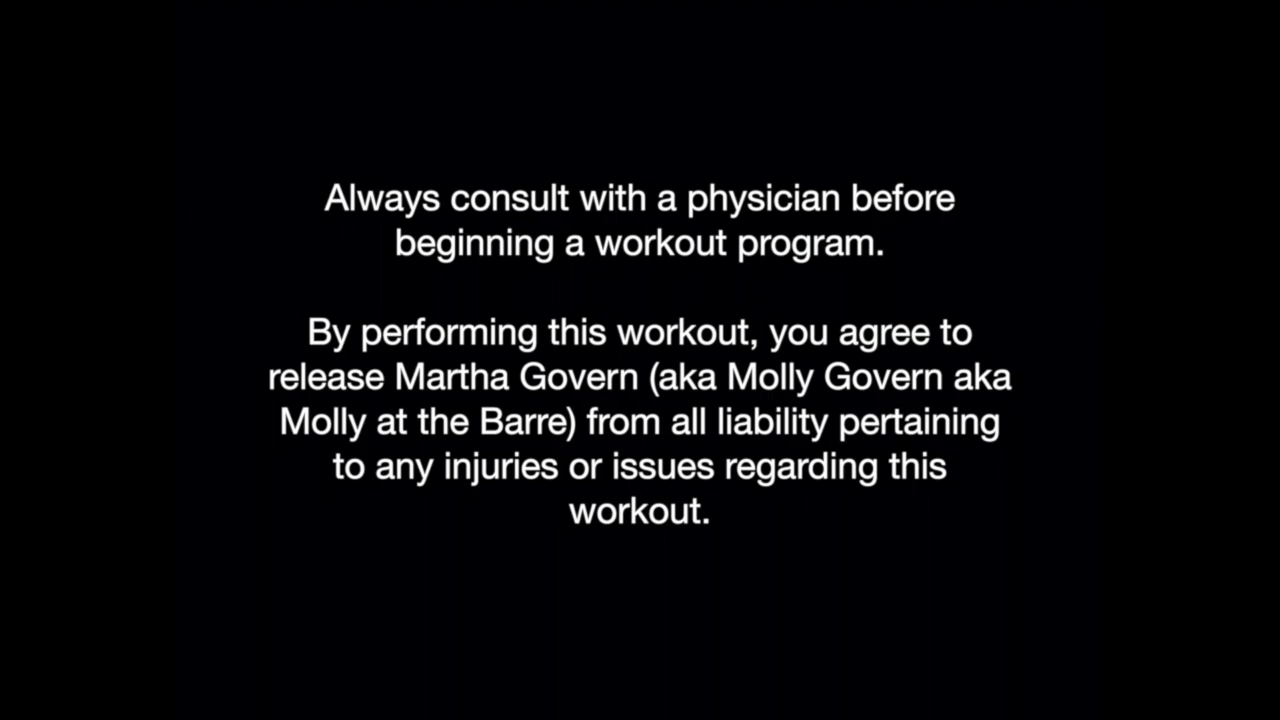 Always consult with a physician before
beginning a workout program.
By performing this workout, you agree to
release Martha Govern (aka Molly Govern aka
Molly at the Barre) from all liability pertaining
to any injuries or issues regarding this
workout.